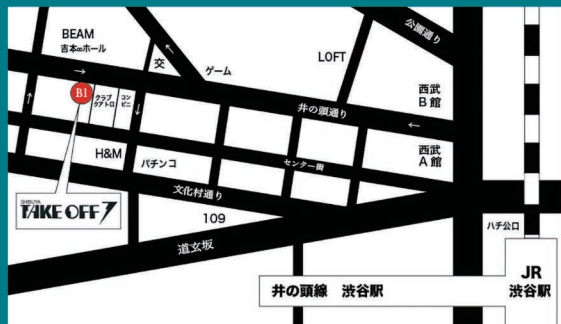 BEAM
吉本∞ホール
交
ゲーム
LOFT
公園通り
西武
B館
→
B1
クラブ
クアトロ
コン
ビニ
井の頭通り
←
西武
A館
H&M
パチンコ
センター街
SHIBUYA
TAKE OFF 7
文化村通り
109
道玄坂
ハチ公口
井の頭線 渋谷駅
JR
渋谷駅